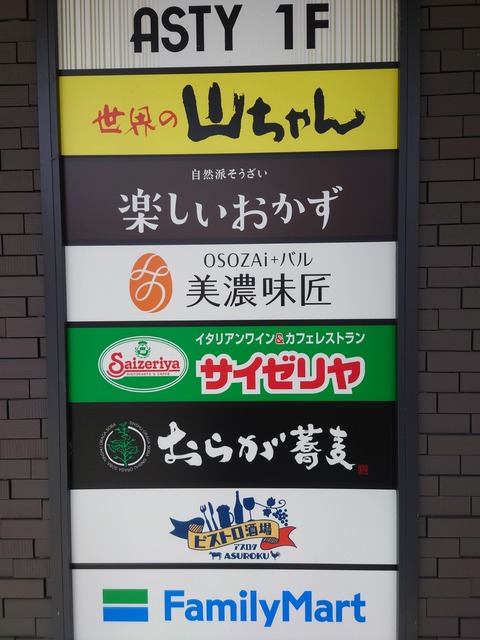 ASTY 1F
世界の山ちゃん
自然派そうざい
楽しいおかず
OSOZAi+バル
美濃味匠
イタリアンワイン&カフェレストラン
Saizeriya
RISTORANTE E CAFFÈ
サイゼリヤ
おらが蕎麦
ビストロ酒場
アスロク
ASUROKU
FamilyMart